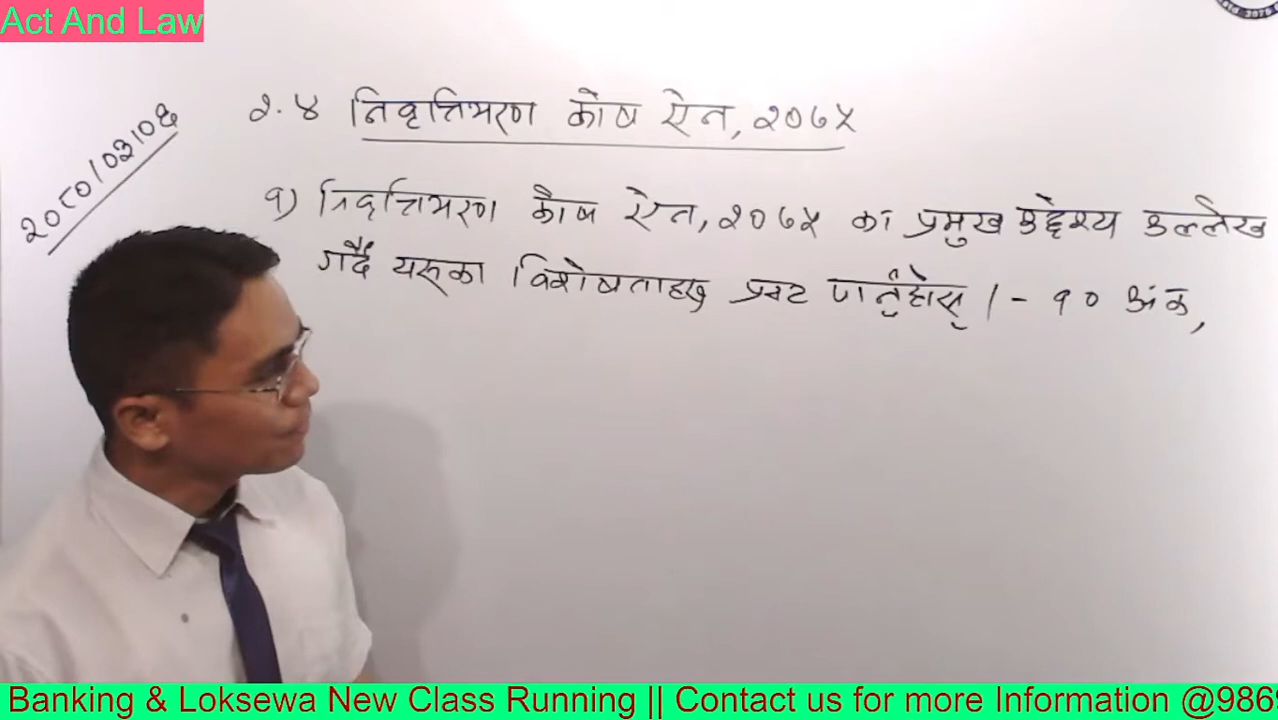 Act And Law
२०८०/०३/०६
२.४ निवृत्तिभरण कोष ऐन, २०७५
१) निवृत्तिभरण कोष ऐन, २०७५ का प्रमुख उद्देश्य उल्लेख
गर्दै यसका विशेषताहरु प्रस्ट पार्नुहोस् । - १० अंक,
Banking & Loksewa New Class Running || Contact us for more Information @986